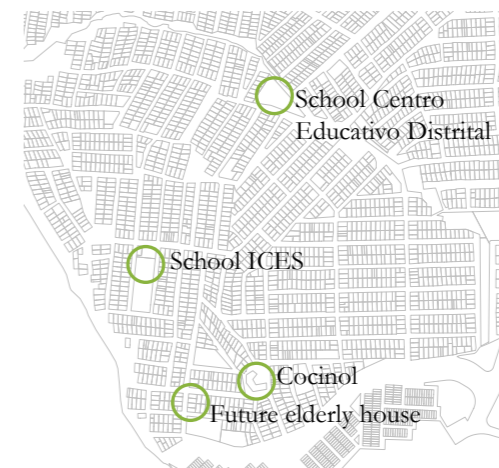 School Centro
Educativo Distrital
School ICES
Cocinol
Future elderly house